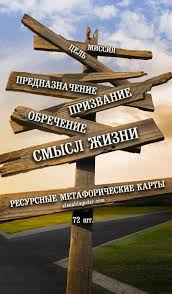 ЦЕЛЬ МИССИЯ
ПРЕДНАЗНАЧЕНИЕ
ПРИЗВАНИЕ
ОБРЕЧЕНИЕ
СМЫСЛ ЖИЗНИ
РЕСУРСНЫЕ МЕТАФОРИЧЕСКИЕ КАРТЫ
72 шт.